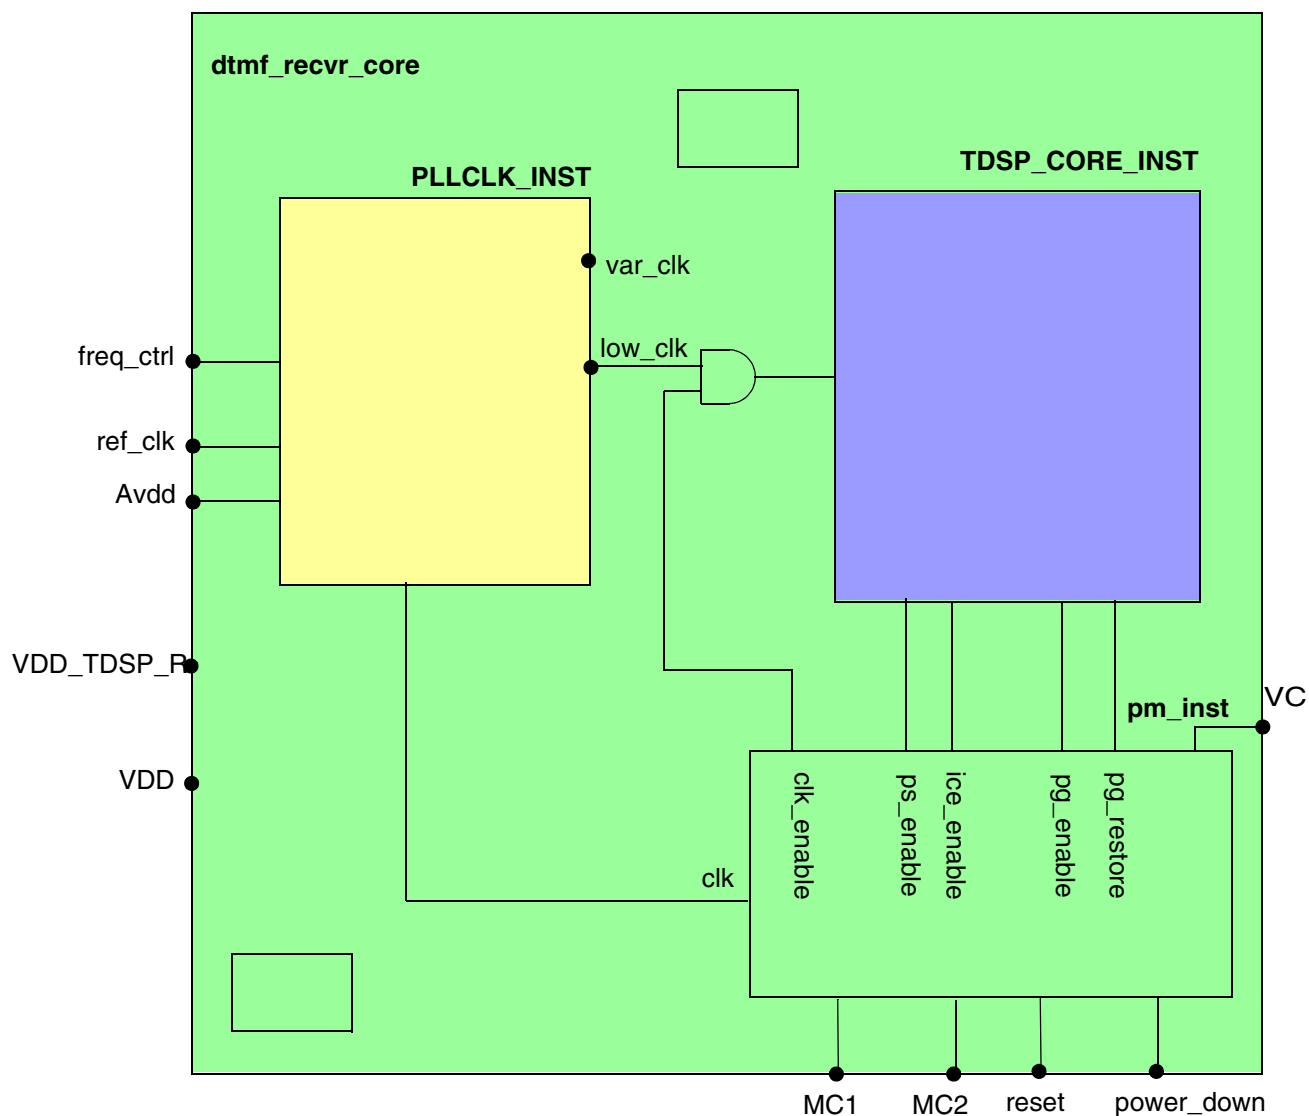 dtmf_recvr_core
TDSP_CORE_INST
PLLCLK_INST
var_clk
low_clk
freq_ctrl
ref_clk
Avdd
VDD_TDSP_R
VC
pm_inst
VDD
clk_enable
ps_enable
ice_enable
pg_enable
pg_restore
clk
MC1
MC2
reset
power_down